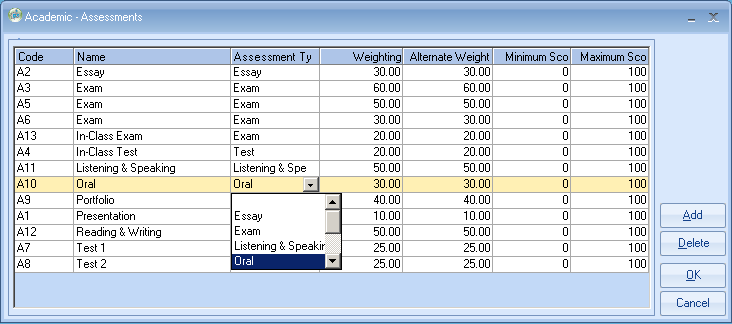 Academic - Assessments
Code Name Assessment Ty Weighting Alternate Weight Minimum Sco Maximum Sco
A2 Essay Essay 30.00 30.00 0 100
A3 Exam Exam 60.00 60.00 0 100
A5 Exam Exam 50.00 50.00 0 100
A6 Exam Exam 30.00 30.00 0 100
A13 In-Class Exam Exam 20.00 20.00 0 100
A4 In-Class Test Test 20.00 20.00 0 100
A11 Listening & Speaking Listening & Spe 50.00 50.00 0 100
A10 Oral Oral 30.00 30.00 0 100
A9 Portfolio 40.00 40.00 0 100
A1 Presentation Essay 10.00 10.00 0 100
A12 Reading & Writing Exam 50.00 50.00 0 100
A7 Test 1 Listening & Speakin 25.00 25.00 0 100
A8 Test 2 Oral 25.00 25.00 0 100
Add
Delete
OK
Cancel